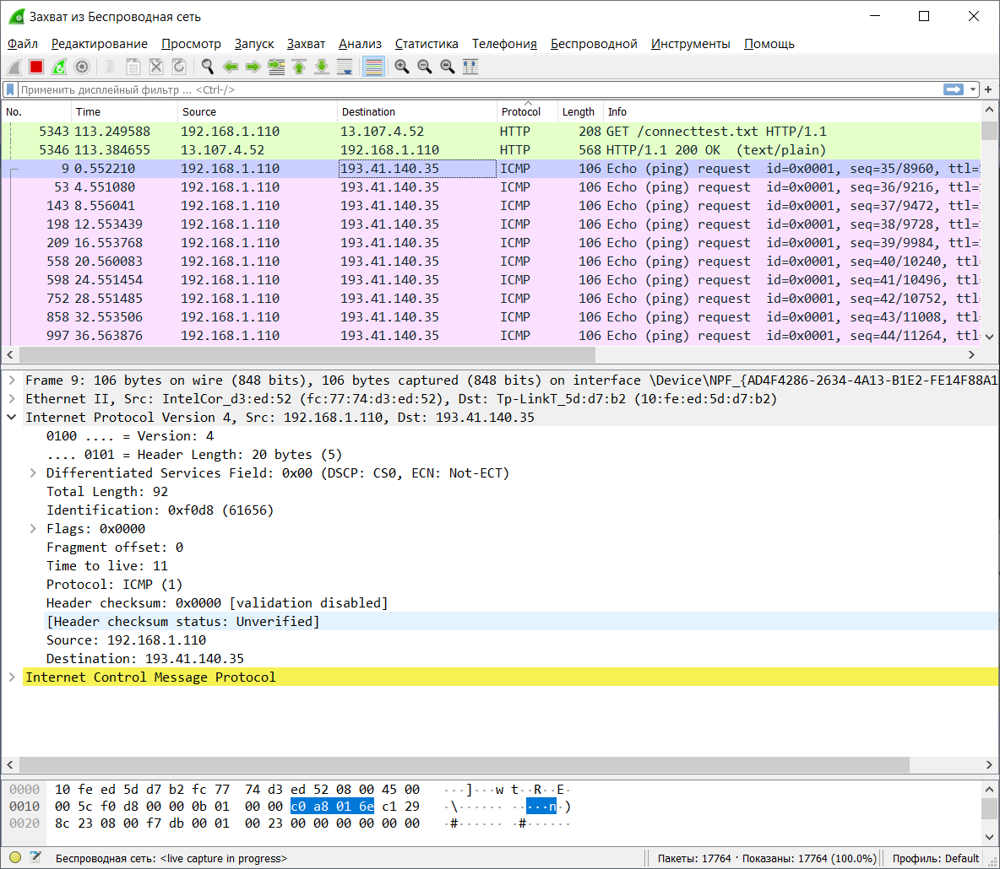 Захват из Беспроводная сеть
Файл Редактирование Просмотр Запуск Захват Анализ Статистика Телефония Беспроводной Инструменты Помощь
Применить дисплейный фильтр ... <Ctrl-/>
No. Time Source Destination Protocol Length Info
5343 113.249588 192.168.1.110 13.107.4.52 HTTP 208 GET /connecttest.txt HTTP/1.1
5346 113.384655 13.107.4.52 192.168.1.110 HTTP 568 HTTP/1.1 200 OK (text/plain)
9 0.552210 192.168.1.110 193.41.140.35 ICMP 106 Echo (ping) request id=0x0001, seq=35/8960, ttl=
53 4.551080 192.168.1.110 193.41.140.35 ICMP 106 Echo (ping) request id=0x0001, seq=36/9216, ttl=
143 8.556041 192.168.1.110 193.41.140.35 ICMP 106 Echo (ping) request id=0x0001, seq=37/9472, ttl=
198 12.553439 192.168.1.110 193.41.140.35 ICMP 106 Echo (ping) request id=0x0001, seq=38/9728, ttl=
209 16.553768 192.168.1.110 193.41.140.35 ICMP 106 Echo (ping) request id=0x0001, seq=39/9984, ttl=
558 20.560083 192.168.1.110 193.41.140.35 ICMP 106 Echo (ping) request id=0x0001, seq=40/10240, ttl
598 24.551454 192.168.1.110 193.41.140.35 ICMP 106 Echo (ping) request id=0x0001, seq=41/10496, ttl
752 28.551485 192.168.1.110 193.41.140.35 ICMP 106 Echo (ping) request id=0x0001, seq=42/10752, ttl
858 32.553506 192.168.1.110 193.41.140.35 ICMP 106 Echo (ping) request id=0x0001, seq=43/11008, ttl
997 36.563876 192.168.1.110 193.41.140.35 ICMP 106 Echo (ping) request id=0x0001, seq=44/11264, ttl
Frame 9: 106 bytes on wire (848 bits), 106 bytes captured (848 bits) on interface \Device\NPF_{AD4F4286-2634-4A13-B1E2-FE14F88A1
Ethernet II, Src: IntelCor_d3:ed:52 (fc:77:74:d3:ed:52), Dst: Tp-LinkT_5d:d7:b2 (10:fe:ed:5d:d7:b2)
Internet Protocol Version 4, Src: 192.168.1.110, Dst: 193.41.140.35
0100 .... = Version: 4
.... 0101 = Header Length: 20 bytes (5)
Differentiated Services Field: 0x00 (DSCP: CS0, ECN: Not-ECT)
Total Length: 92
Identification: 0xf0d8 (61656)
Flags: 0x0000
Fragment offset: 0
Time to live: 11
Protocol: ICMP (1)
Header checksum: 0x0000 [validation disabled]
[Header checksum status: Unverified]
Source: 192.168.1.110
Destination: 193.41.140.35
Internet Control Message Protocol
0000 10 fe ed 5d d7 b2 fc 77 74 d3 ed 52 08 00 45 00 ···]···w t··R··E·
0010 00 5c f0 d8 00 00 0b 01 00 00 c0 a8 01 6e c1 29 ·\······ ·····n·)
0020 8c 23 08 00 f7 db 00 01 00 23 00 00 00 00 00 00 ·#······ ·#······
Беспроводная сеть: <live capture in progress> Пакеты: 17764 · Показаны: 17764 (100.0%) Профиль: Default